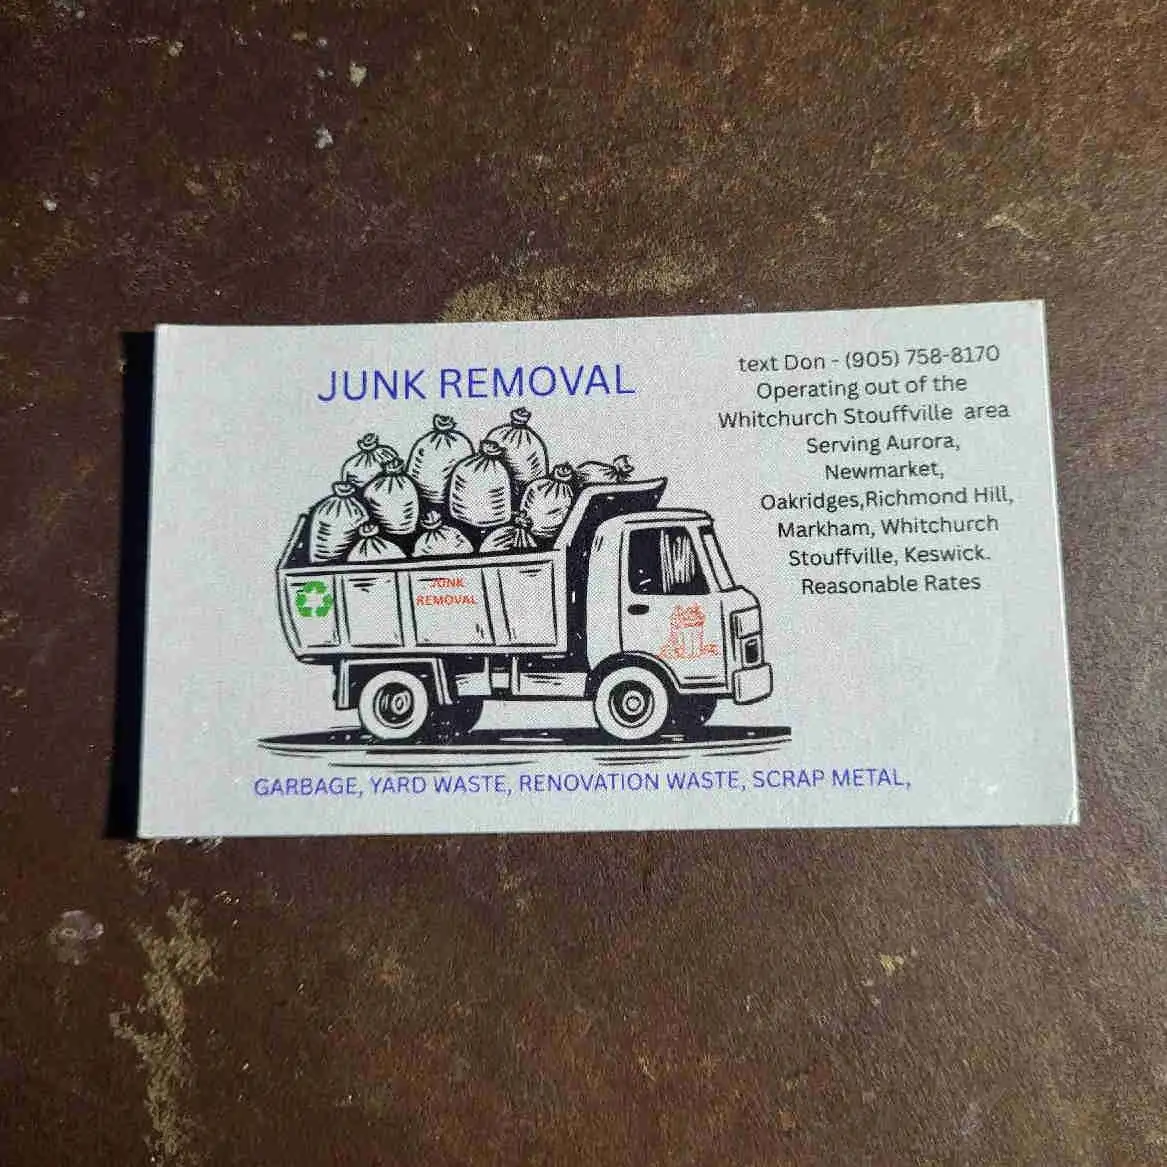 JUNK REMOVAL
text Don - (905) 758-8170
Operating out of the
Whitchurch Stouffville area
Serving Aurora,
Newmarket,
Oakridges,Richmond Hill,
Markham, Whitchurch
Stouffville, Keswick.
Reasonable Rates
JUNK
REMOVAL
GARBAGE, YARD WASTE, RENOVATION WASTE, SCRAP METAL,